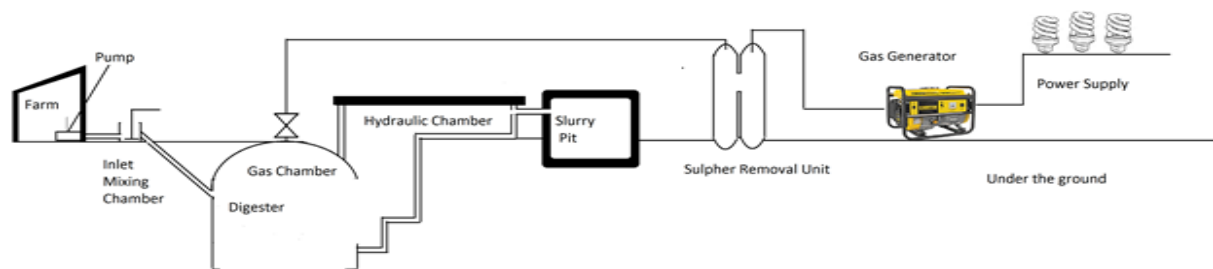 Pump
Farm
Inlet
Mixing
Chamber
Gas Chamber
Digester
Hydraulic Chamber
Slurry
Pit
Sulpher Removal Unit
Gas Generator
Power Supply
Under the ground